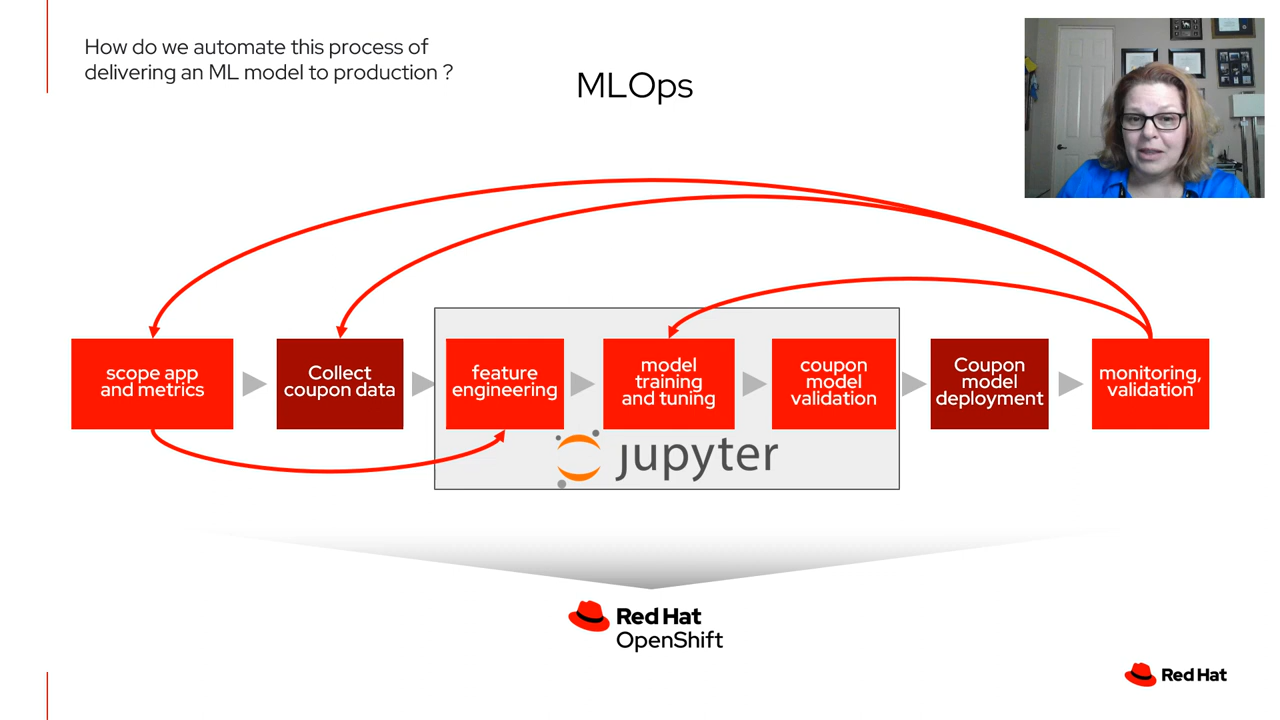 How do we automate this process of
delivering an ML model to production ?
MLOps
scope app
and metrics
Collect
coupon data
feature
engineering
model
training
and tuning
coupon
model
validation
Coupon
model
deployment
monitoring,
validation
jupyter
Red Hat
OpenShift
Red Hat